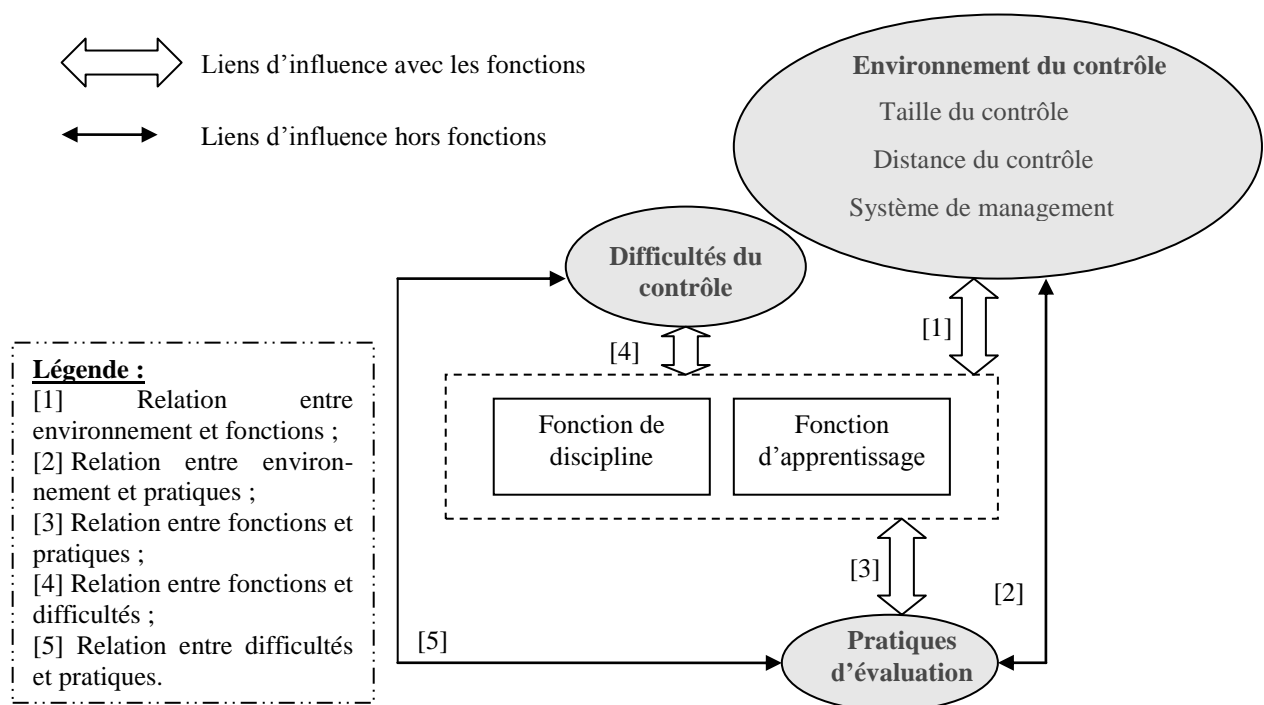 Liens d'influence avec les fonctions
Liens d'influence hors fonctions
Environnement du contrôle
Taille du contrôle
Distance du contrôle
Système de management
Difficultés du
contrôle
[1]
[4]
Légende :
[1] Relation entre
environnement et fonctions ;
[2] Relation entre environ-
nement et pratiques ;
[3] Relation entre fonctions et
pratiques ;
[4] Relation entre fonctions et
difficultés ;
[5] Relation entre difficultés
et pratiques.
Fonction de
discipline
Fonction
d'apprentissage
[3]
[2]
[5]
Pratiques
d'évaluation